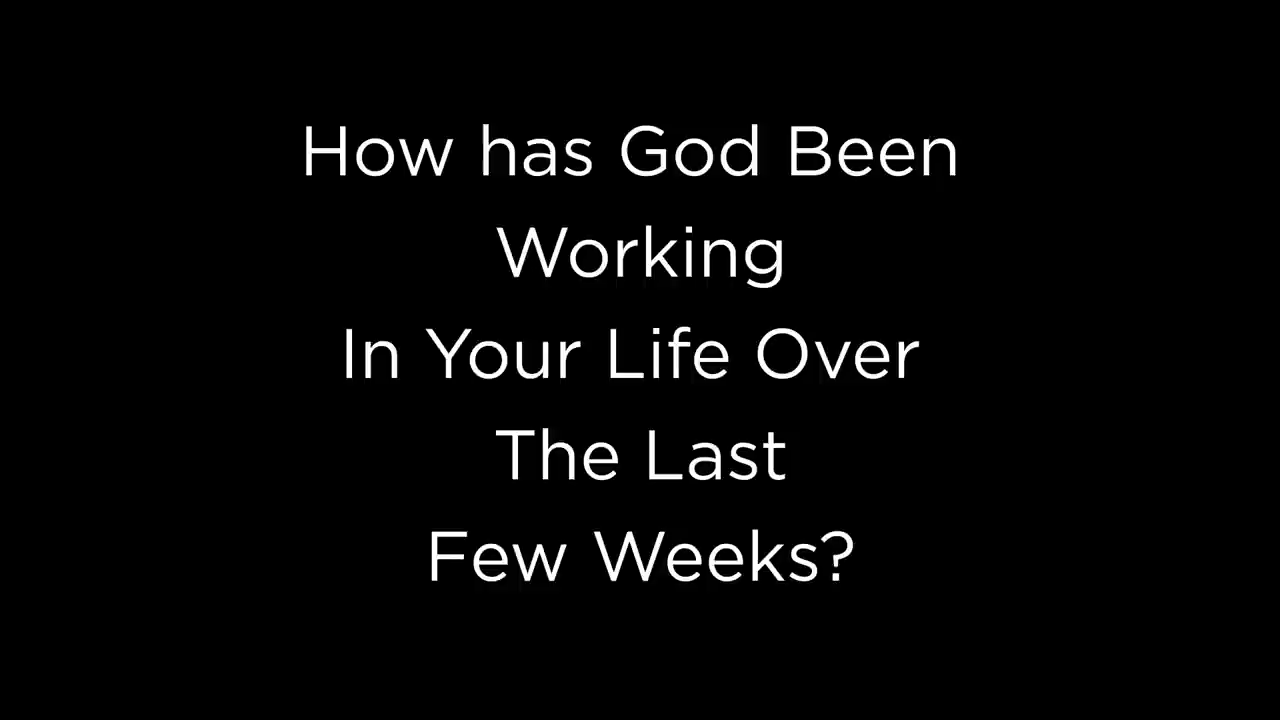 How has God Been
Working
In Your Life Over
The Last
Few Weeks?